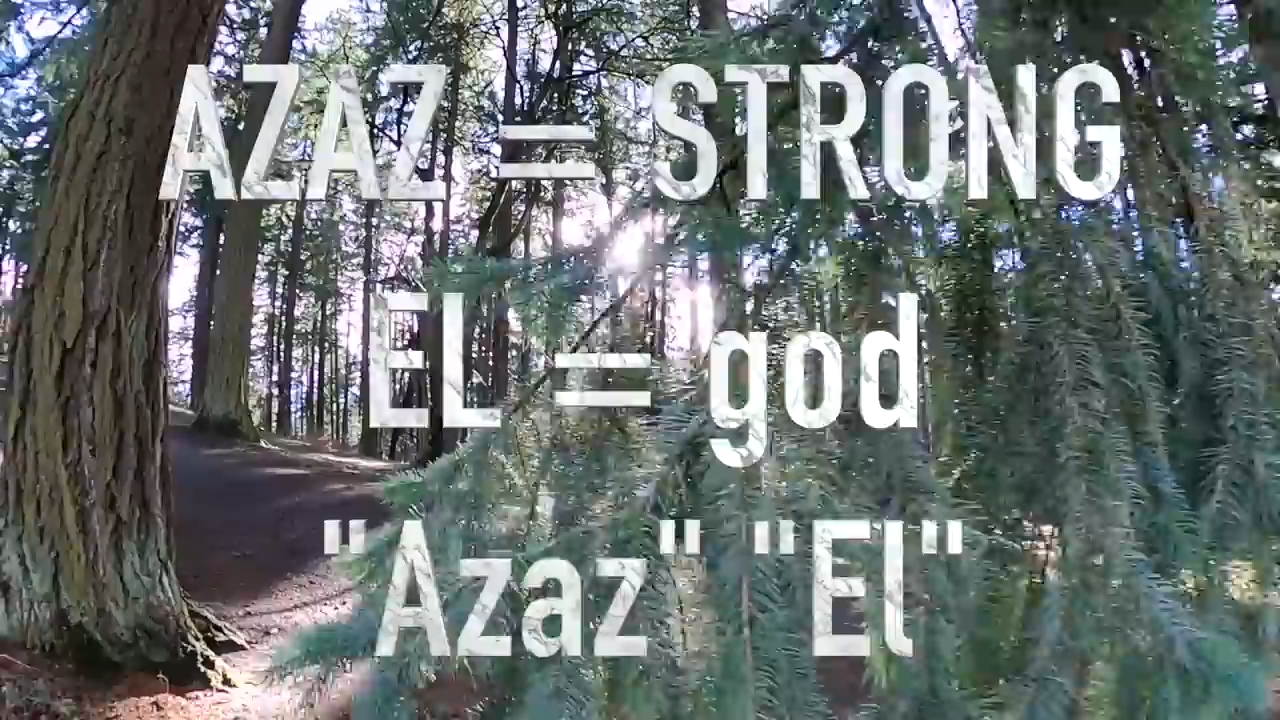 AZAZ = STRONG
EL = god
"Azaz" "El"